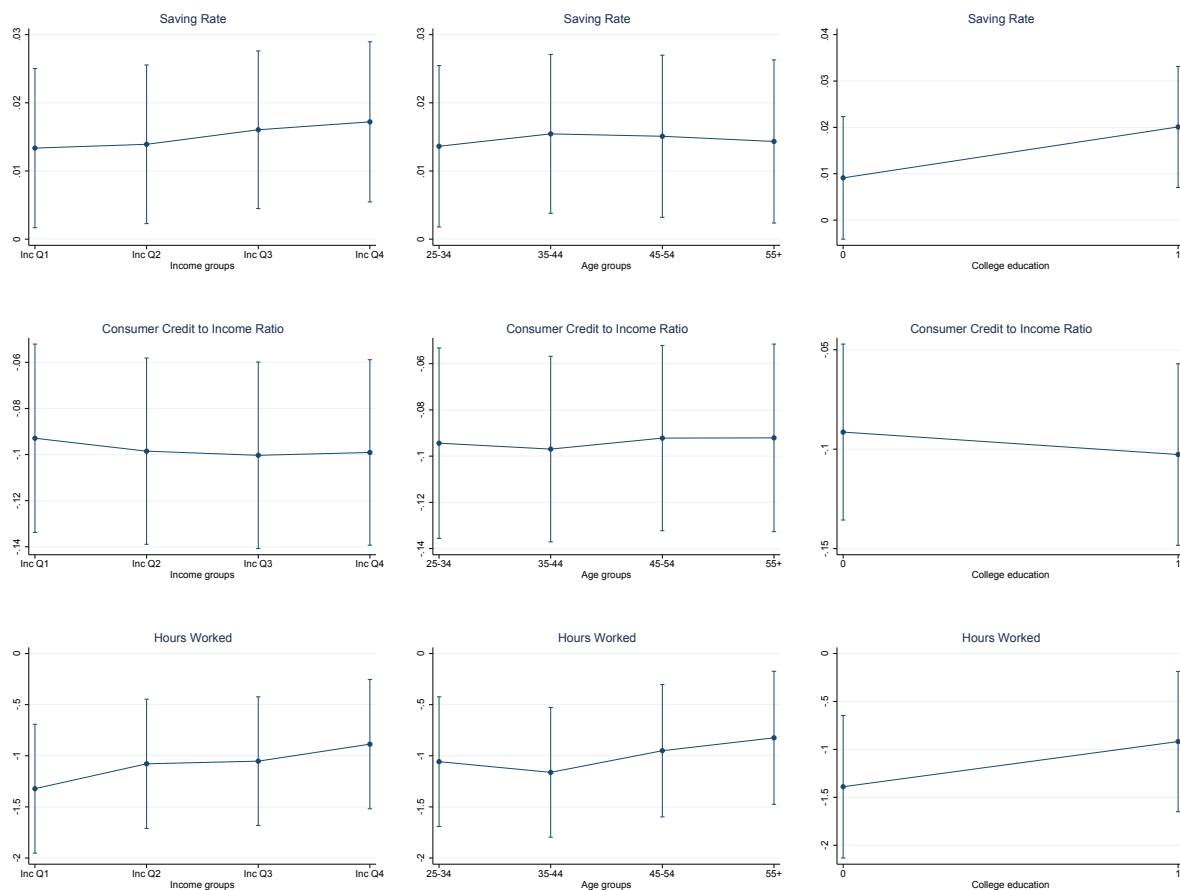 Saving Rate
.03
.02
.01
0
Inc Q1 Inc Q2 Inc Q3 Inc Q4
Income groups
Saving Rate
.03
.02
.01
0
25-34 35-44 45-54 55+
Age groups
Saving Rate
.04
.03
.02
.01
0
0 1
College education
Consumer Credit to Income Ratio
-.06
-.08
-.1
-.12
-.14
Inc Q1 Inc Q2 Inc Q3 Inc Q4
Income groups
Consumer Credit to Income Ratio
-.06
-.08
-.1
-.12
-.14
25-34 35-44 45-54 55+
Age groups
Consumer Credit to Income Ratio
-.05
-.1
-.15
0 1
College education
Hours Worked
0
-.5
-1
-1.5
-2
Inc Q1 Inc Q2 Inc Q3 Inc Q4
Income groups
Hours Worked
0
-.5
-1
-1.5
-2
25-34 35-44 45-54 55+
Age groups
Hours Worked
0
-.5
-1
-1.5
-2
0 1
College education